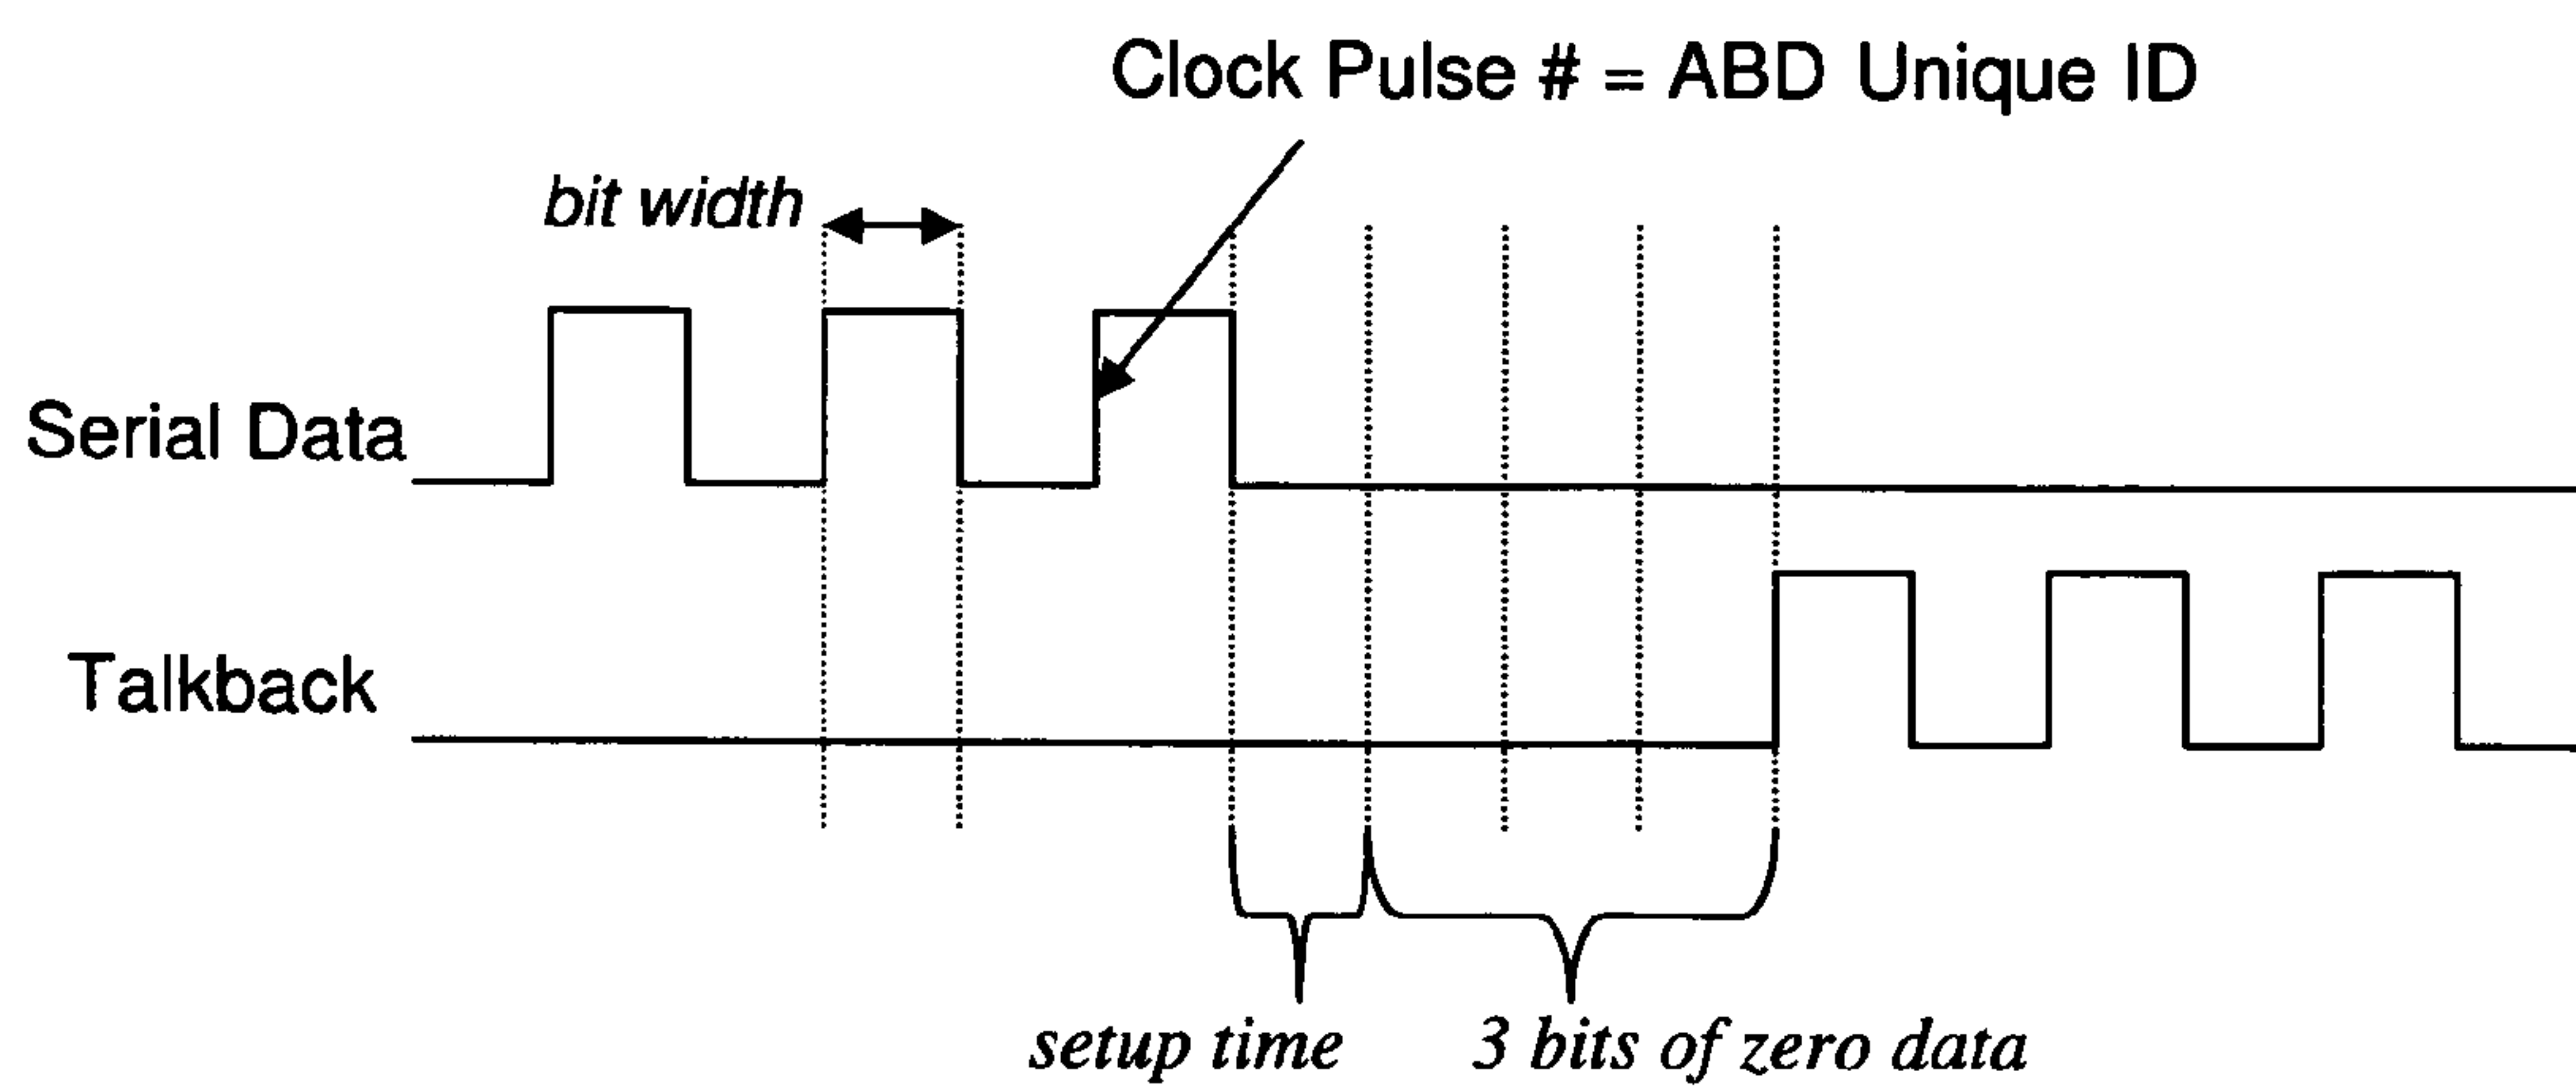 Clock Pulse # = ABD Unique ID
bit width
Serial Data
Talkback
setup time
3 bits of zero data